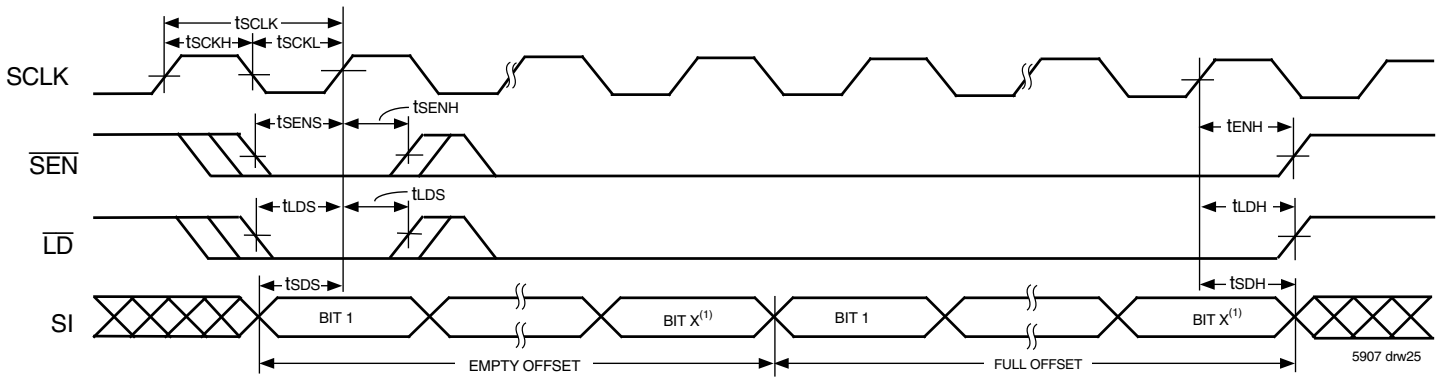 tSCLK
tSCKH
tSCKL
SCLK
tSENH
tSENS
tENH
SEN
tLDS
tLDS
tLDH
LD
tSDS
tSDH
SI
BIT 1
BIT X(1)
BIT 1
BIT X(1)
EMPTY OFFSET
FULL OFFSET
5907 drw25